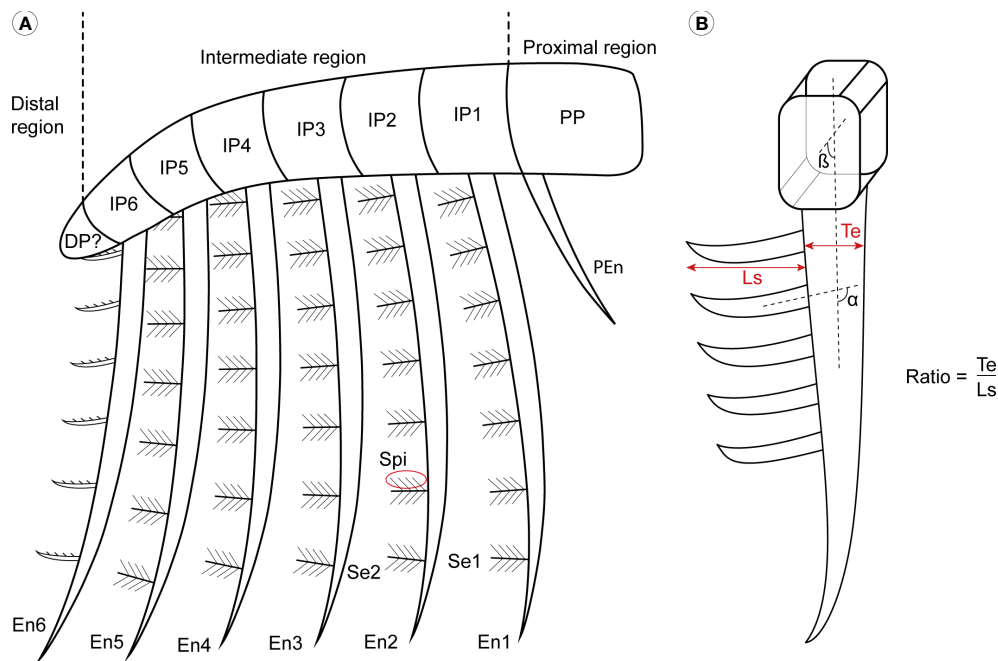 A
B
Intermediate region
Proximal region
Distal
region
IP4
IP3
IP2
IP1
PP
IP5
IP6
DP?
PEn
Spi
Se2
Se1
En6
En5
En4
En3
En2
En1
ß
Te
Ls
α
Ratio = Te
Ls